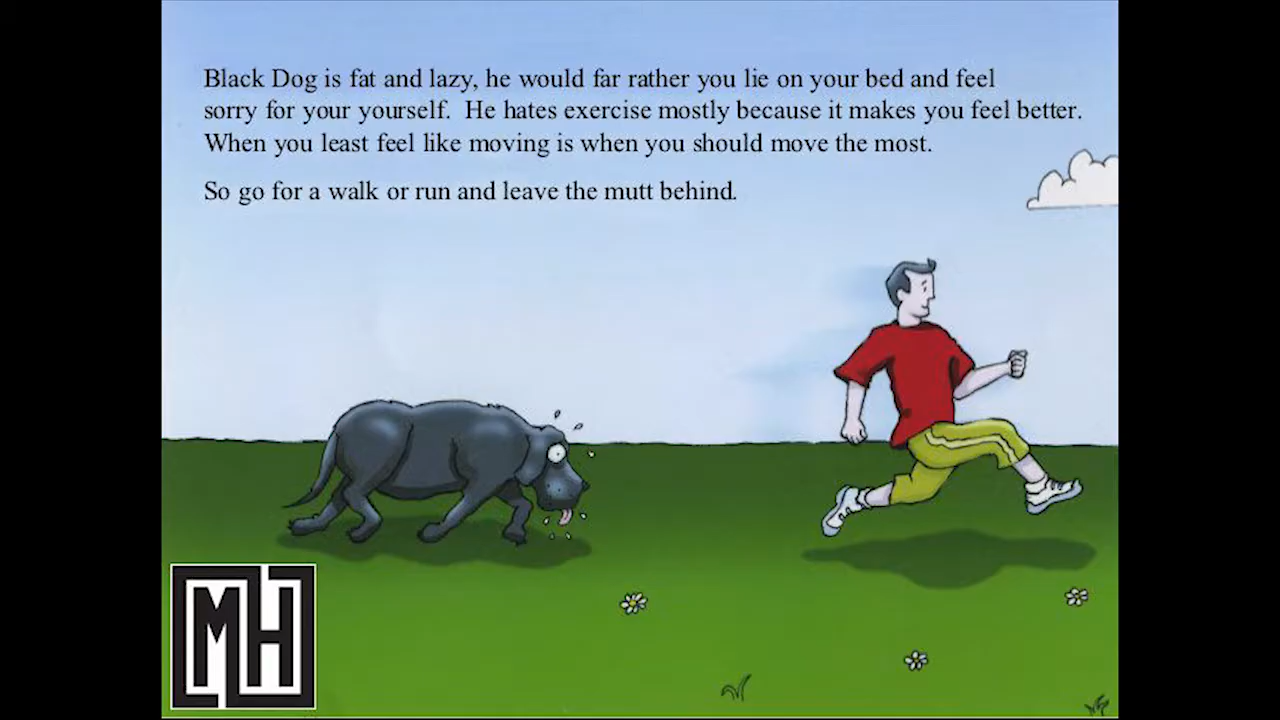 Black Dog is fat and lazy, he would far rather you lie on your bed and feel
sorry for your yourself.  He hates exercise mostly because it makes you feel better.
When you least feel like moving is when you should move the most.
So go for a walk or run and leave the mutt behind.
MH